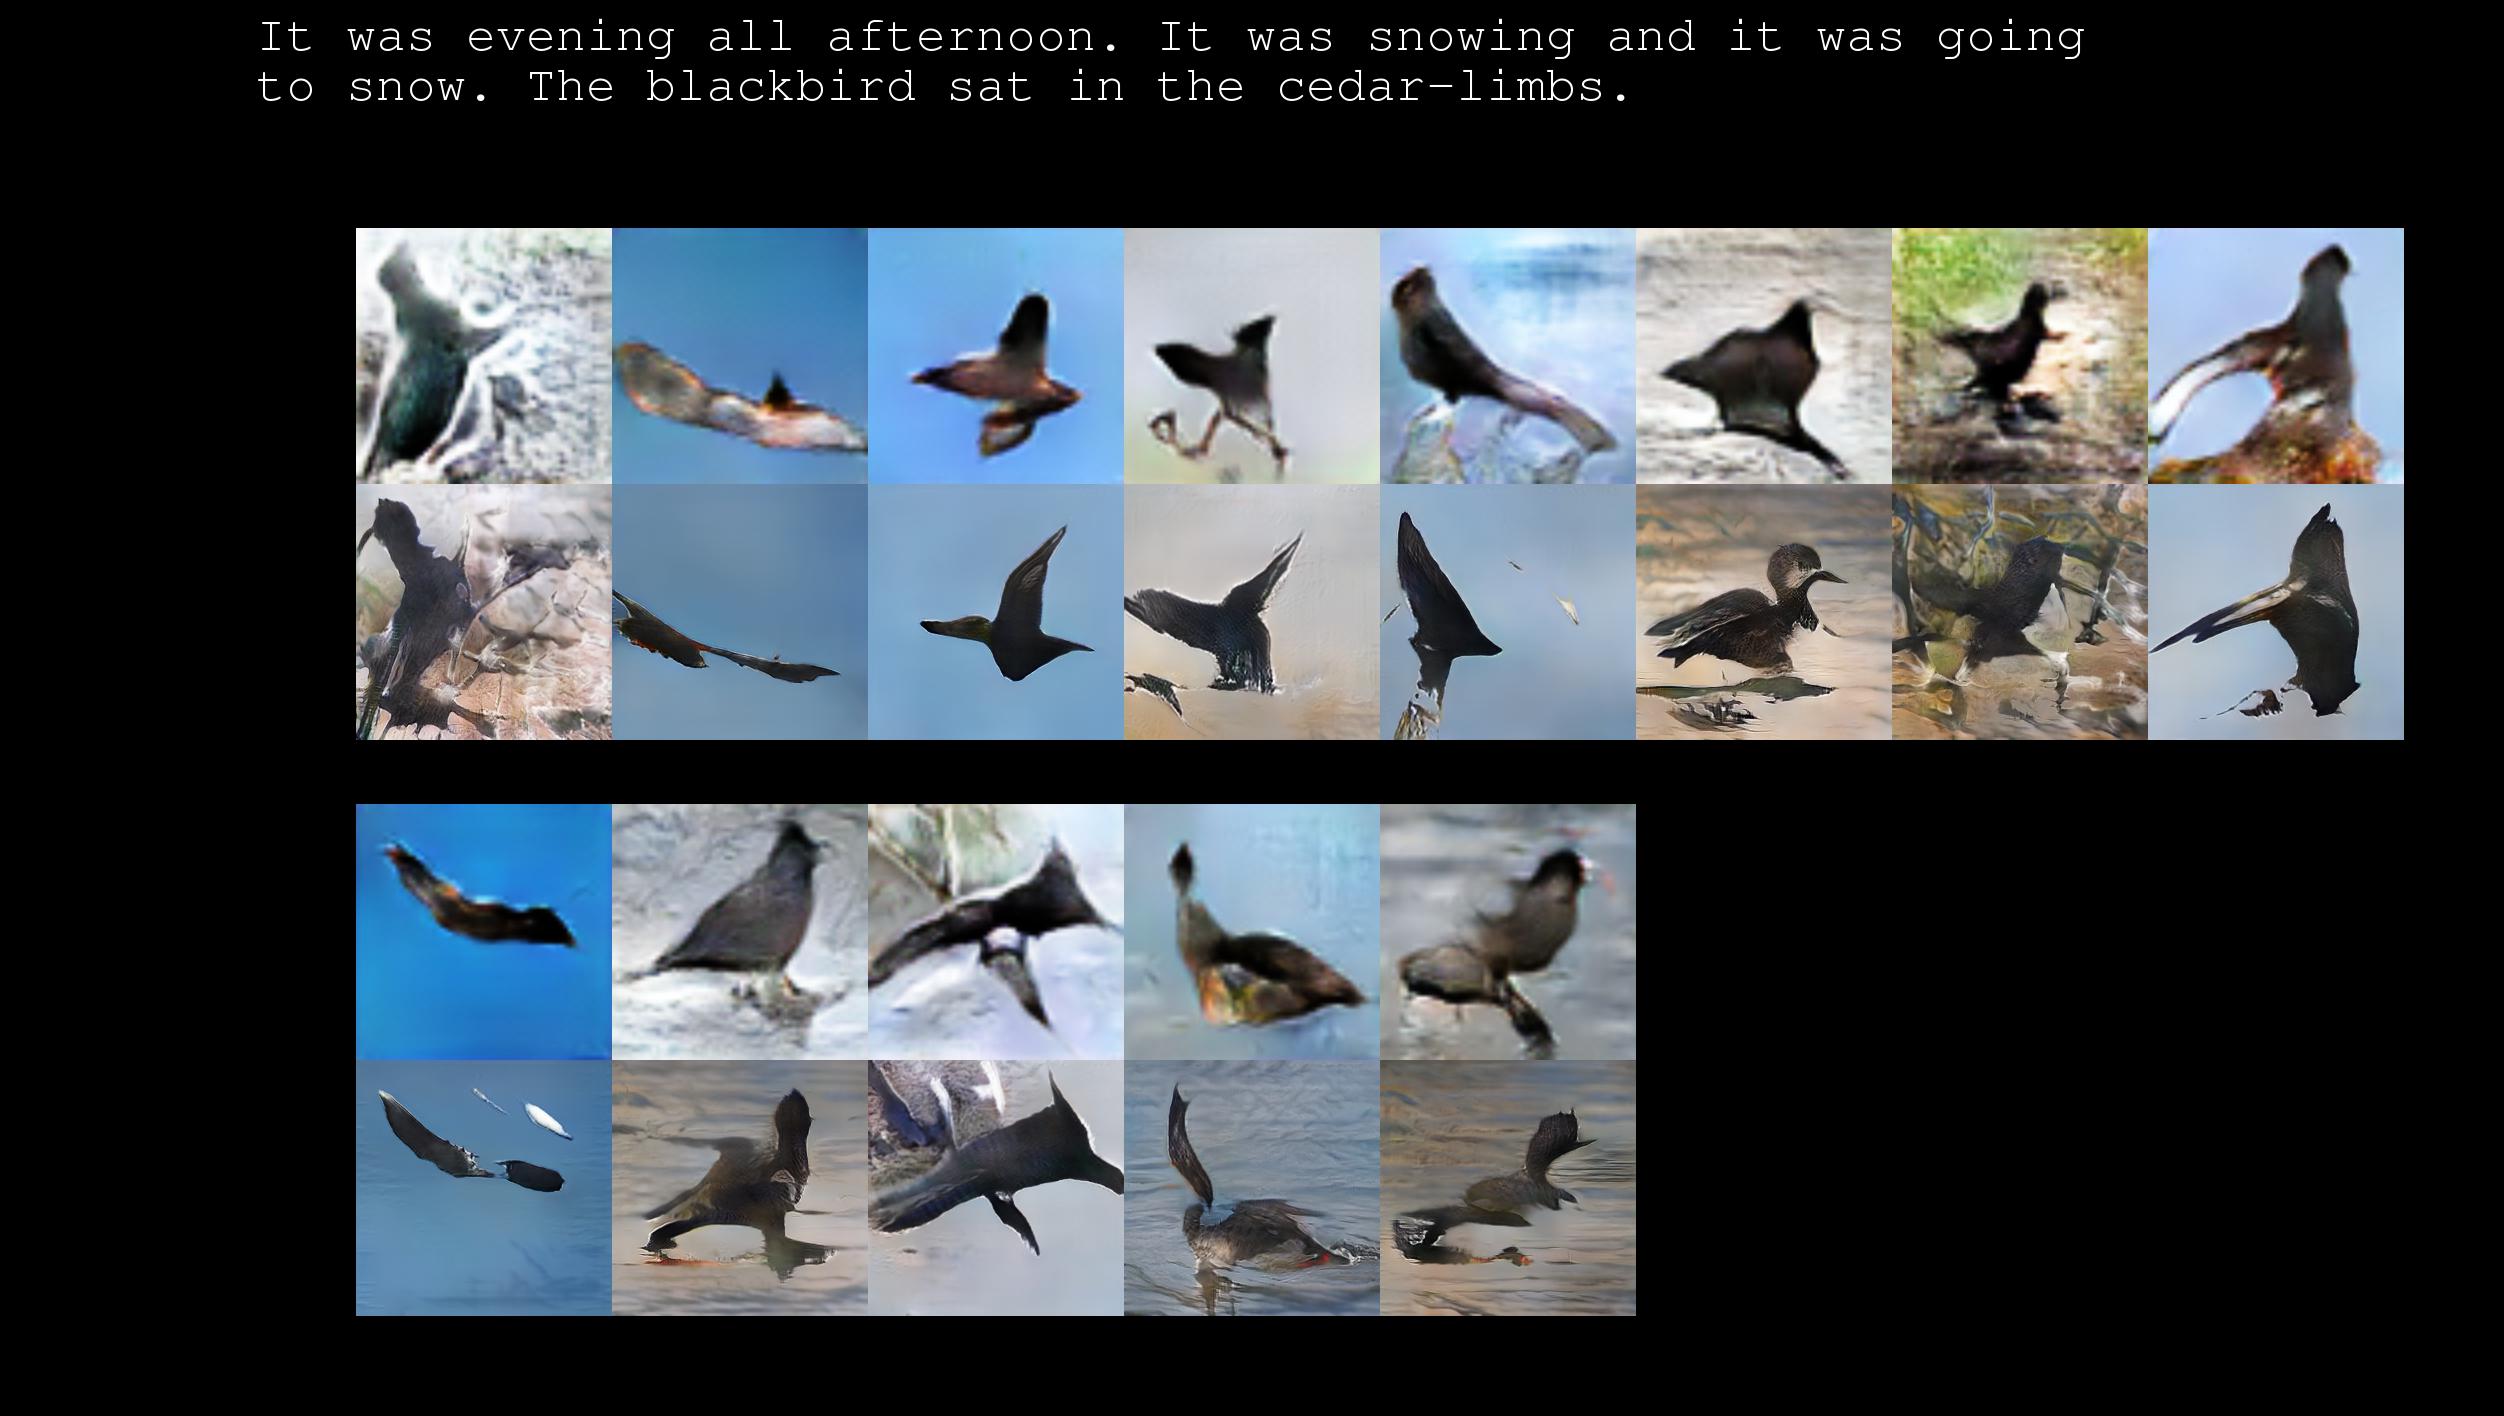 It was evening all afternoon. It was snowing and it was going
to snow. The blackbird sat in the cedar-limbs.